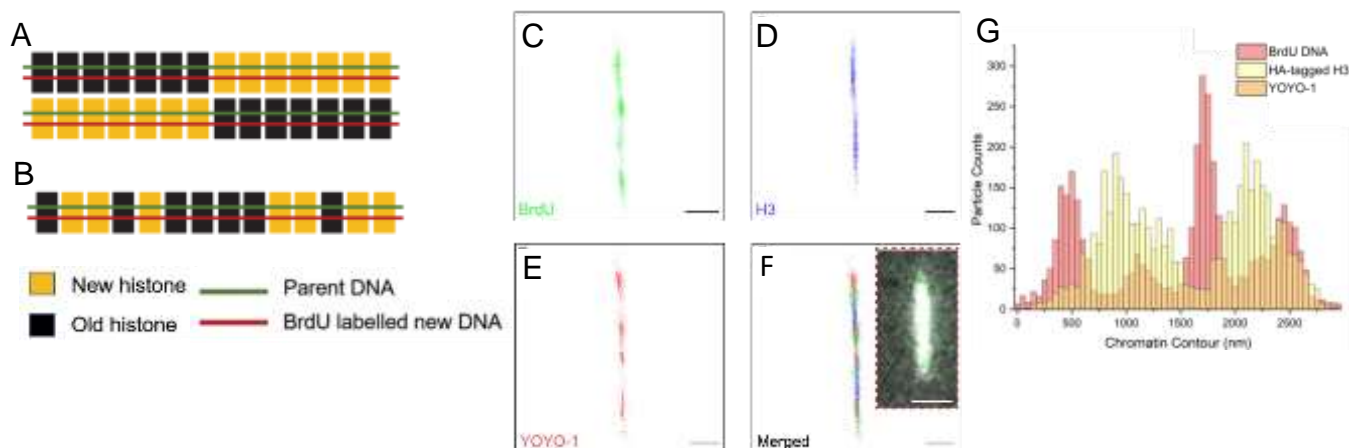 A
B
New histone
Parent DNA
Old histone
BrdU labelled new DNA
C
BrdU
D
H3
E
YOYO-1
F
Merged
G
BrdU DNA
HA-tagged H3
YOYO-1
Particle Counts
300
250
200
150
100
50
0
0
500
1000
1500
2000
2500
Chromatin Contour (nm)